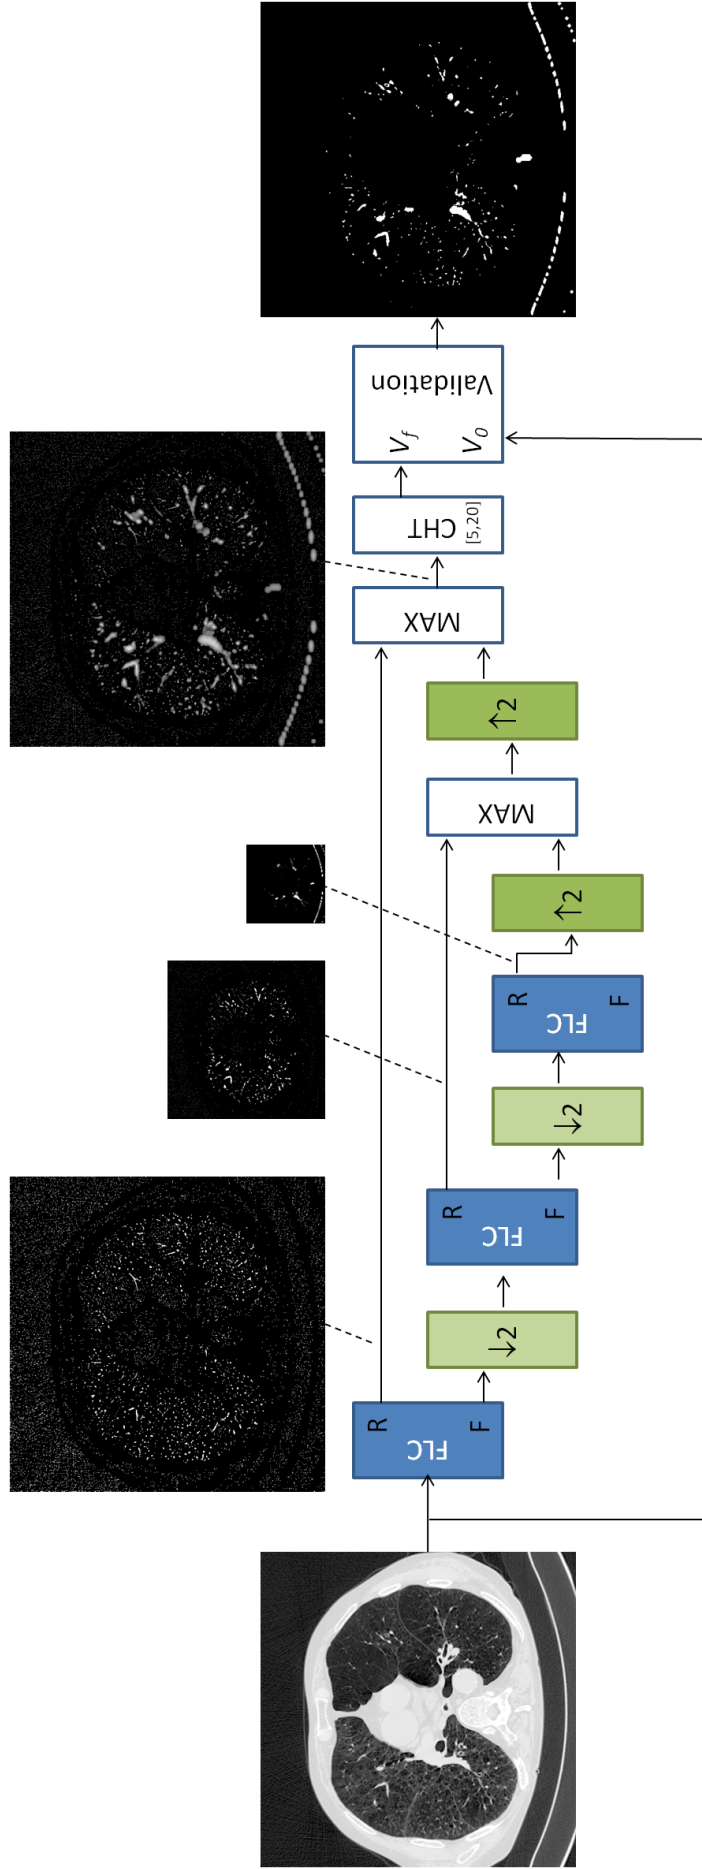 FLC
R
F
↓2
FLC
R
F
↓2
FLC
R
F
↑2
MAX
↑2
MAX
CHT
[5,20]
Vf
V0
Validation